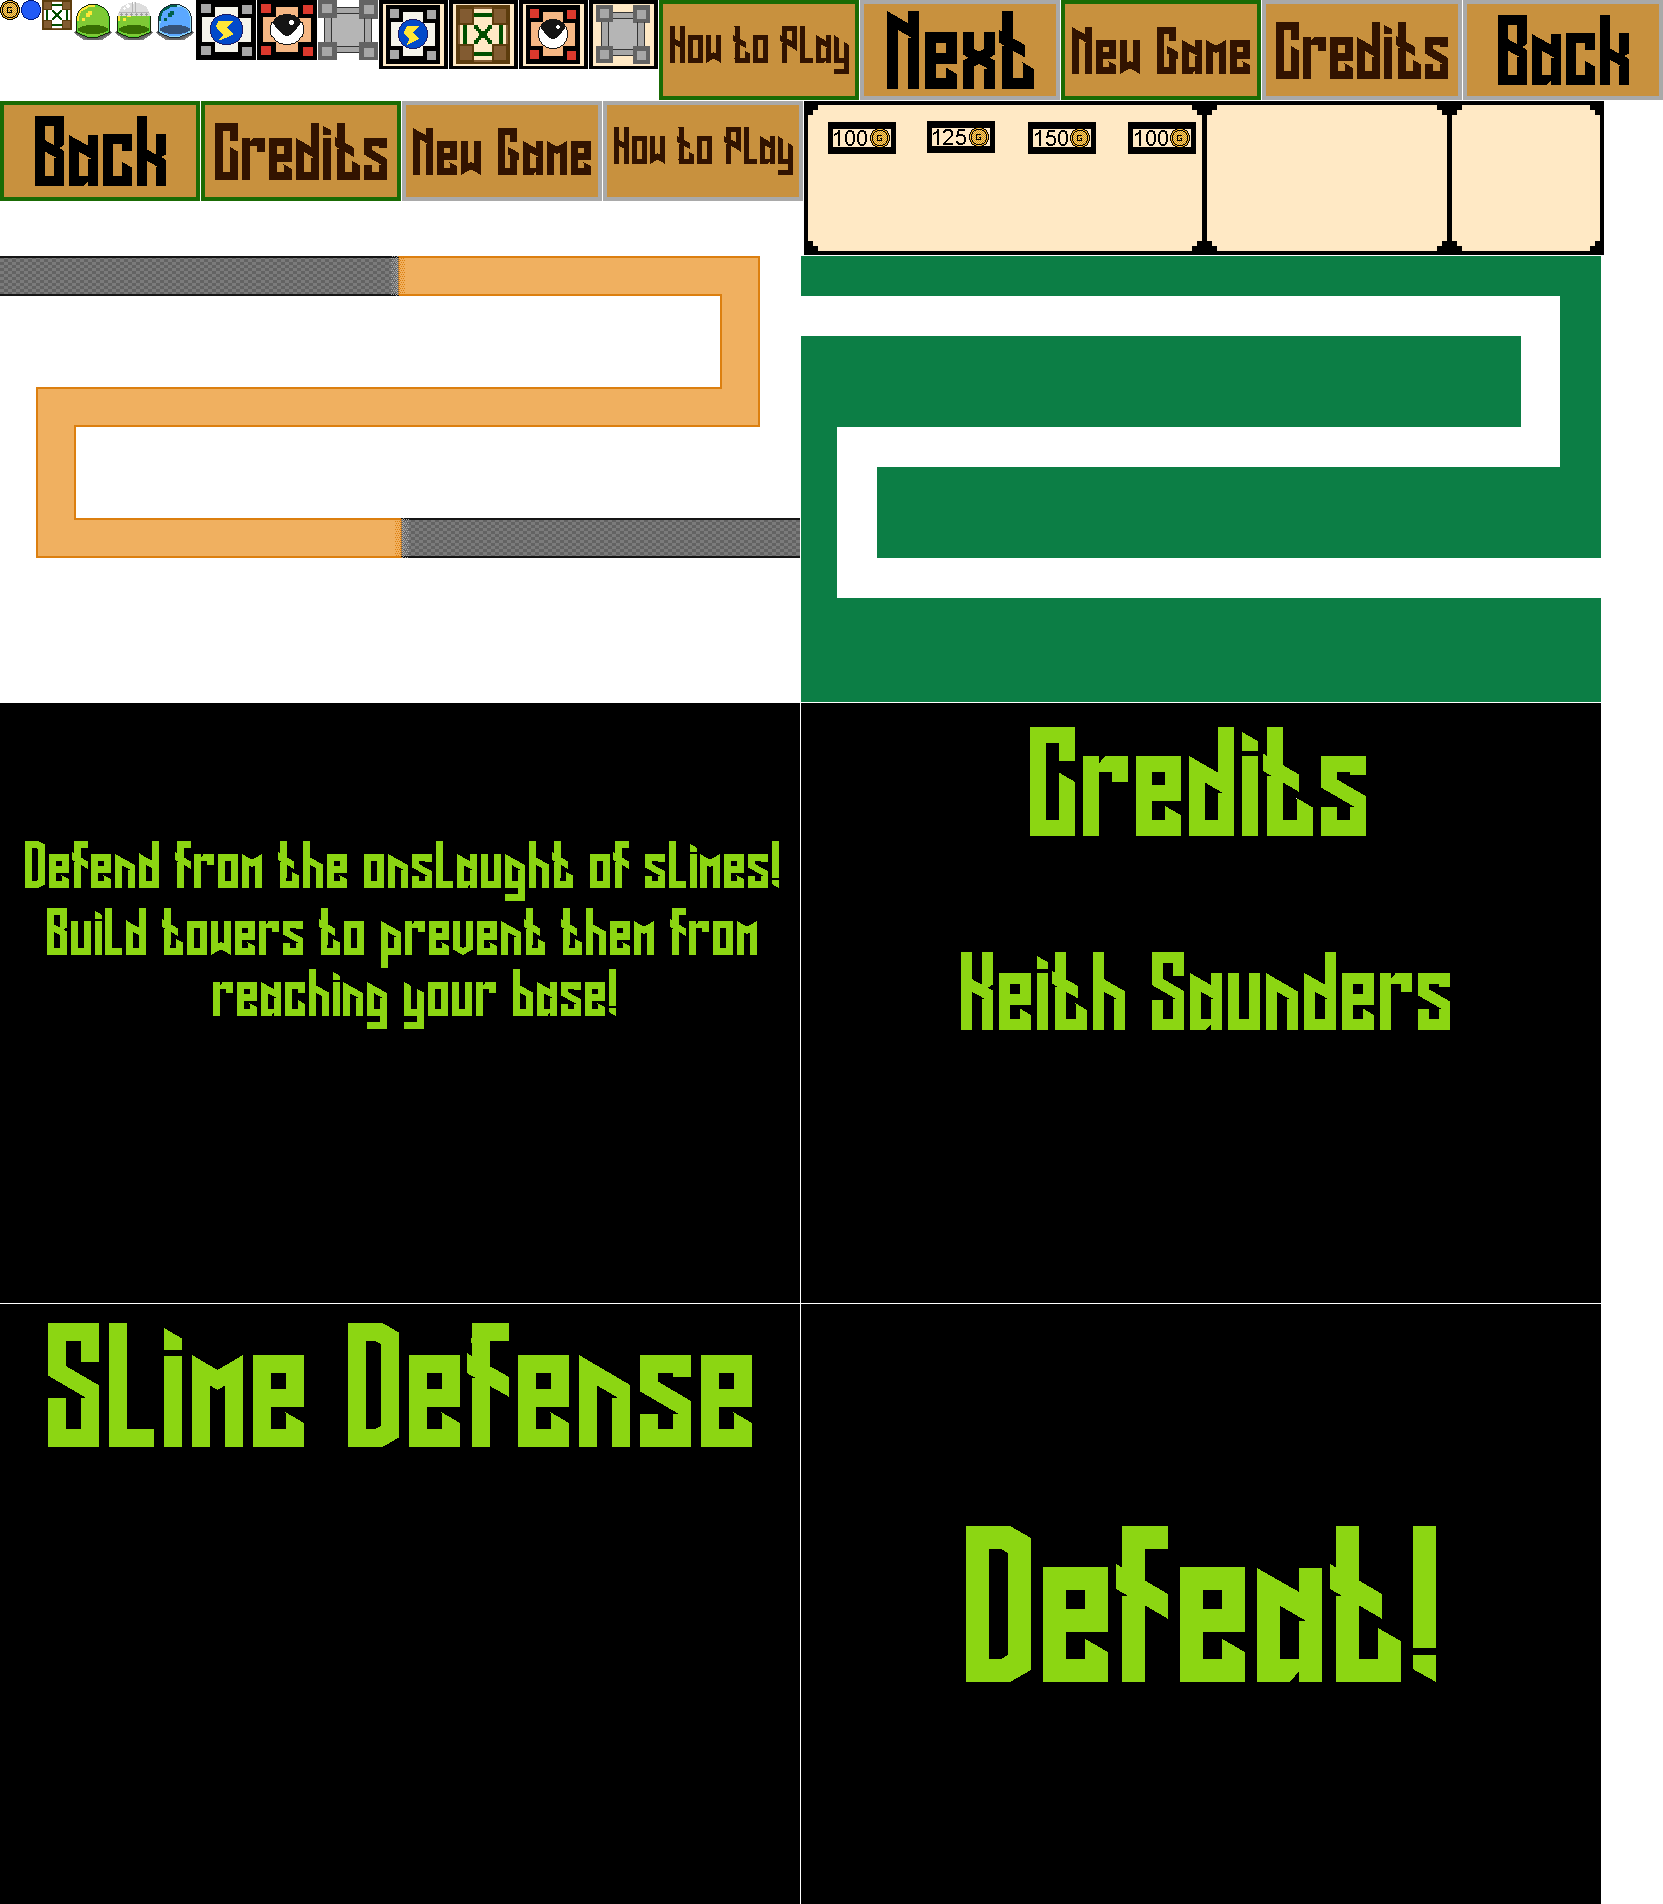 How to Play
Next
New Game
Credits
Back
Back
Credits
New Game
How to Play
100 G
125 G
150 G
100 G
Defend from the onslaught of slimes!
Build towers to prevent them from
reaching your base!
Credits
Keith Saunders
Slime Defense
Defeat!